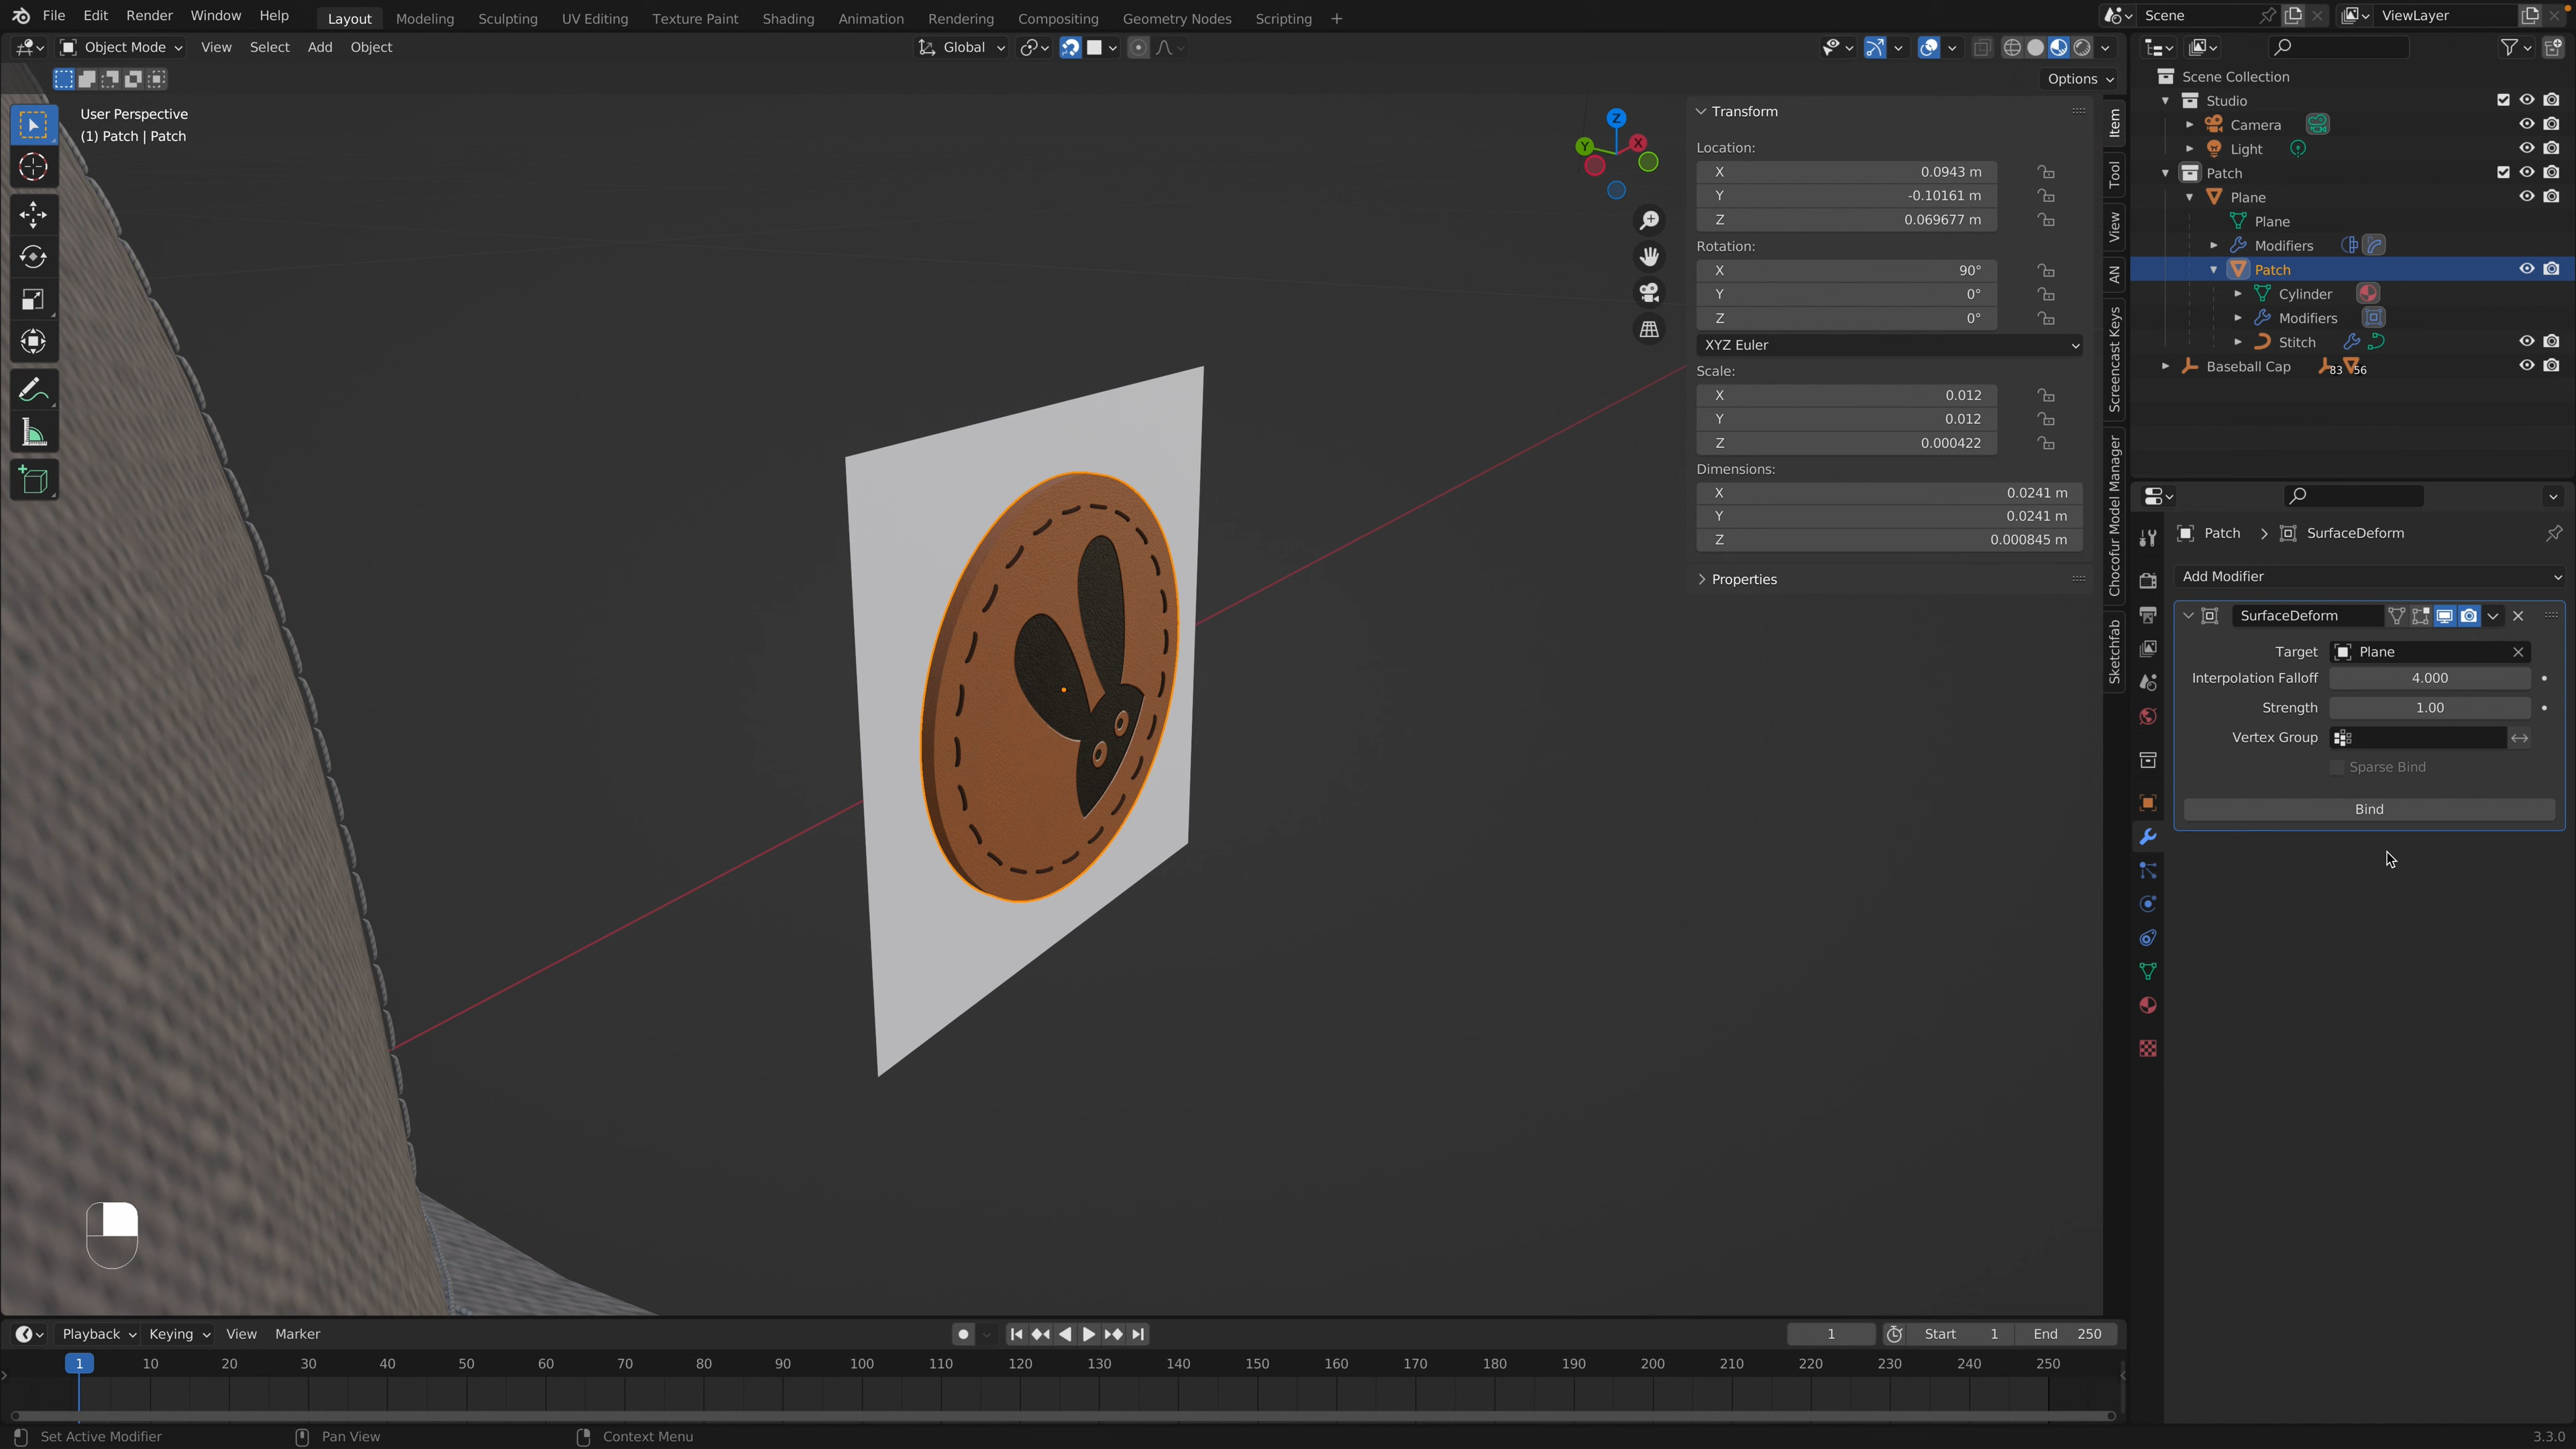 File Edit Render Window Help Layout Modeling Sculpting UV Editing Texture Paint Shading Animation Rendering Compositing Geometry Nodes Scripting + Scene ViewLayer
Object Mode View Select Add Object Global
Options
User Perspective
(1) Patch | Patch
Z
Y
X
Transform
Location:
X 0.0943 m
Y -0.10161 m
Z 0.069677 m
Rotation:
X 90°
Y 0°
Z 0°
XYZ Euler
Scale:
X 0.012
Y 0.012
Z 0.000422
Dimensions:
X 0.0241 m
Y 0.0241 m
Z 0.000845 m
Properties
Item
Tool
View
AN
Screencast Keys
Chocofur Model Manager
Sketchfab
Scene Collection
Studio
Camera
Light
Patch
Plane
Plane
Modifiers
Patch
Cylinder
Modifiers
Stitch
Baseball Cap 83 56
Patch > SurfaceDeform
Add Modifier
SurfaceDeform
Target Plane
Interpolation Falloff 4.000
Strength 1.00
Vertex Group
Sparse Bind
Bind
Playback Keying View Marker 1 Start 1 End 250
1 10 20 30 40 50 60 70 80 90 100 110 120 130 140 150 160 170 180 190 200 210 220 230 240 250
Set Active Modifier Pan View Context Menu 3.3.0